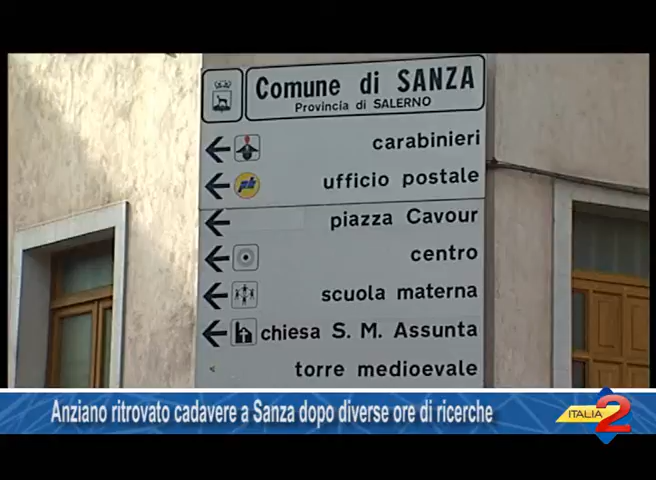 Comune di SANZA
Provincia di SALERNO
carabinieri
ufficio postale
piazza Cavour
centro
scuola materna
chiesa S. M. Assunta
torre medioevale
Anziano ritrovato cadavere a Sanza dopo diverse ore di ricerche
ITALIA 2